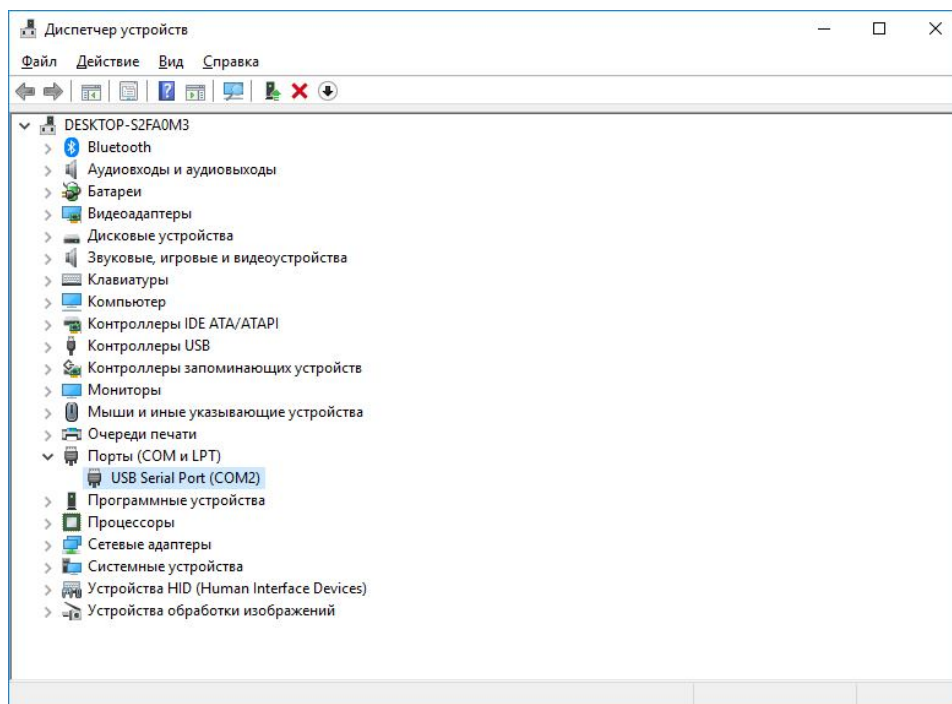 Диспетчер устройств
Файл Действие Вид Справка
DESKTOP-S2FA0M3
Bluetooth
Аудиовходы и аудиовыходы
Батареи
Видеоадаптеры
Дисковые устройства
Звуковые, игровые и видеоустройства
Клавиатуры
Компьютер
Контроллеры IDE ATA/ATAPI
Контроллеры USB
Контроллеры запоминающих устройств
Мониторы
Мыши и иные указывающие устройства
Очереди печати
Порты (COM и LPT)
USB Serial Port (COM2)
Программные устройства
Процессоры
Сетевые адаптеры
Системные устройства
Устройства HID (Human Interface Devices)
Устройства обработки изображений